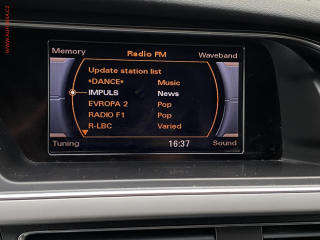 Memory Radio FM Waveband
Update station list
*DANCE* Music
IMPULS News
EVROPA 2 Pop
RADIO F1 Pop
R-LBC Varied
Tuning 16:37 Sound